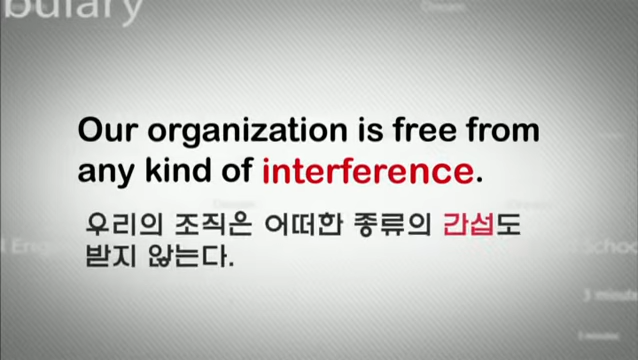 Our organization is free from
any kind of interference.
우리의 조직은 어떠한 종류의 간섭도
받지 않는다.